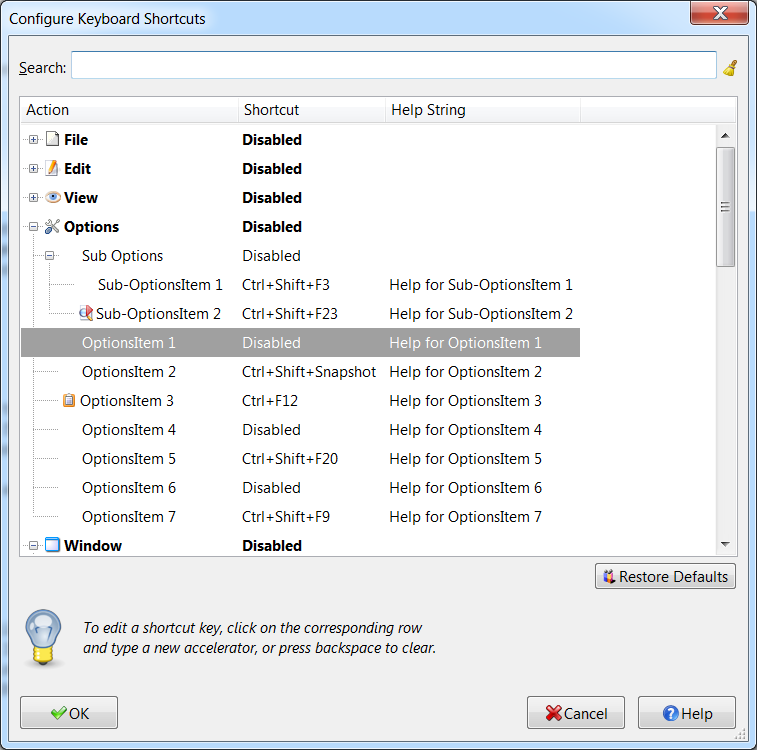 Configure Keyboard Shortcuts
Search:
Action Shortcut Help String
File Disabled
Edit Disabled
View Disabled
Options Disabled
Sub Options Disabled
Sub-OptionsItem 1 Ctrl+Shift+F3 Help for Sub-OptionsItem 1
Sub-OptionsItem 2 Ctrl+Shift+F23 Help for Sub-OptionsItem 2
OptionsItem 1 Disabled Help for OptionsItem 1
OptionsItem 2 Ctrl+Shift+Snapshot Help for OptionsItem 2
OptionsItem 3 Ctrl+F12 Help for OptionsItem 3
OptionsItem 4 Disabled Help for OptionsItem 4
OptionsItem 5 Ctrl+Shift+F20 Help for OptionsItem 5
OptionsItem 6 Disabled Help for OptionsItem 6
OptionsItem 7 Ctrl+Shift+F9 Help for OptionsItem 7
Window Disabled
Restore Defaults
To edit a shortcut key, click on the corresponding row
and type a new accelerator, or press backspace to clear.
OK Cancel Help